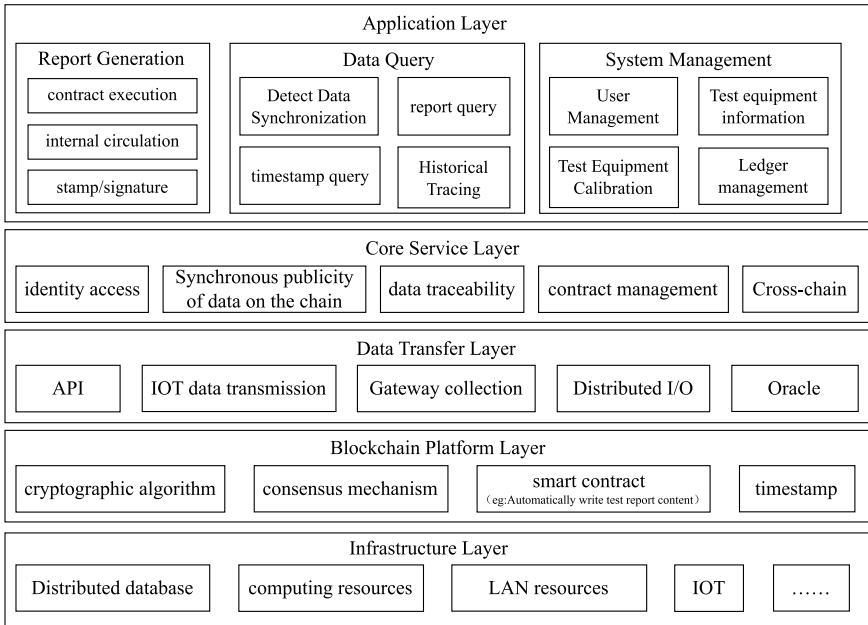 Application Layer
Report Generation
contract execution
internal circulation
stamp/signature
Data Query
Detect Data
Synchronization
report query
timestamp query
Historical
Tracing
System Management
User
Management
Test equipment
information
Test Equipment
Calibration
Ledger
management
Core Service Layer
identity access
Synchronous publicity
of data on the chain
data traceability
contract management
Cross-chain
Data Transfer Layer
API
IOT data transmission
Gateway collection
Distributed I/O
Oracle
Blockchain Platform Layer
cryptographic algorithm
consensus mechanism
smart contract
（eg:Automatically write test report content）
timestamp
Infrastructure Layer
Distributed database
computing resources
LAN resources
IOT
……